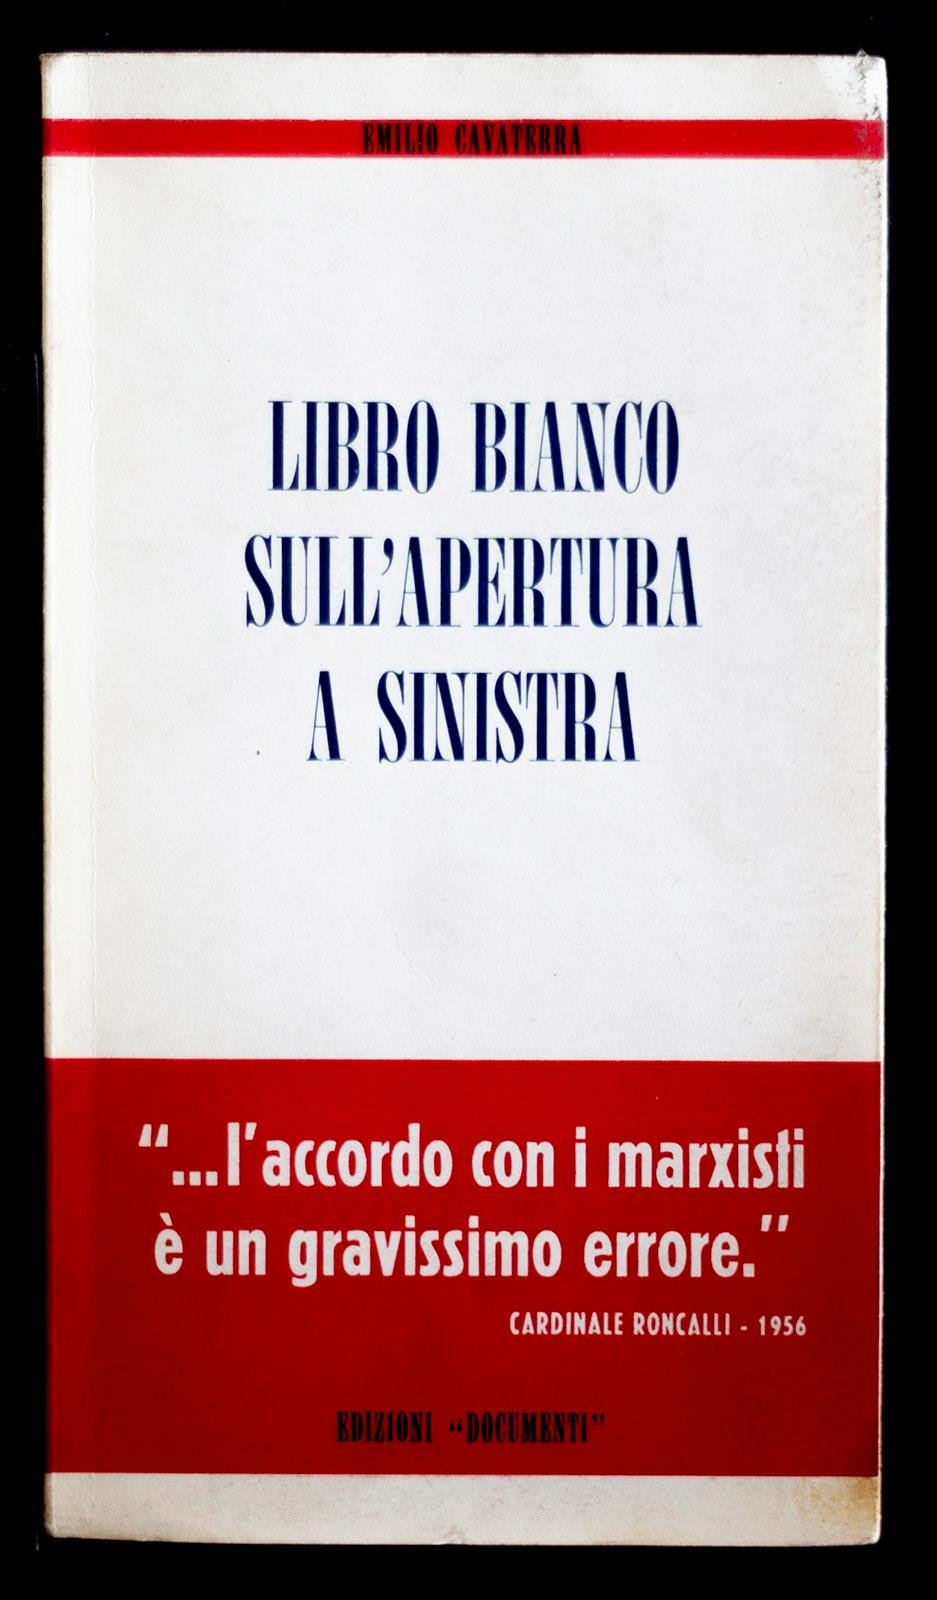 EMILIO CAVATERRA
LIBRO BIANCO
SULL'APERTURA
A SINISTRA
“...l'accordo con i marxisti
è un gravissimo errore.”
CARDINALE RONCALLI - 1956
EDIZIONI “DOCUMENTI”